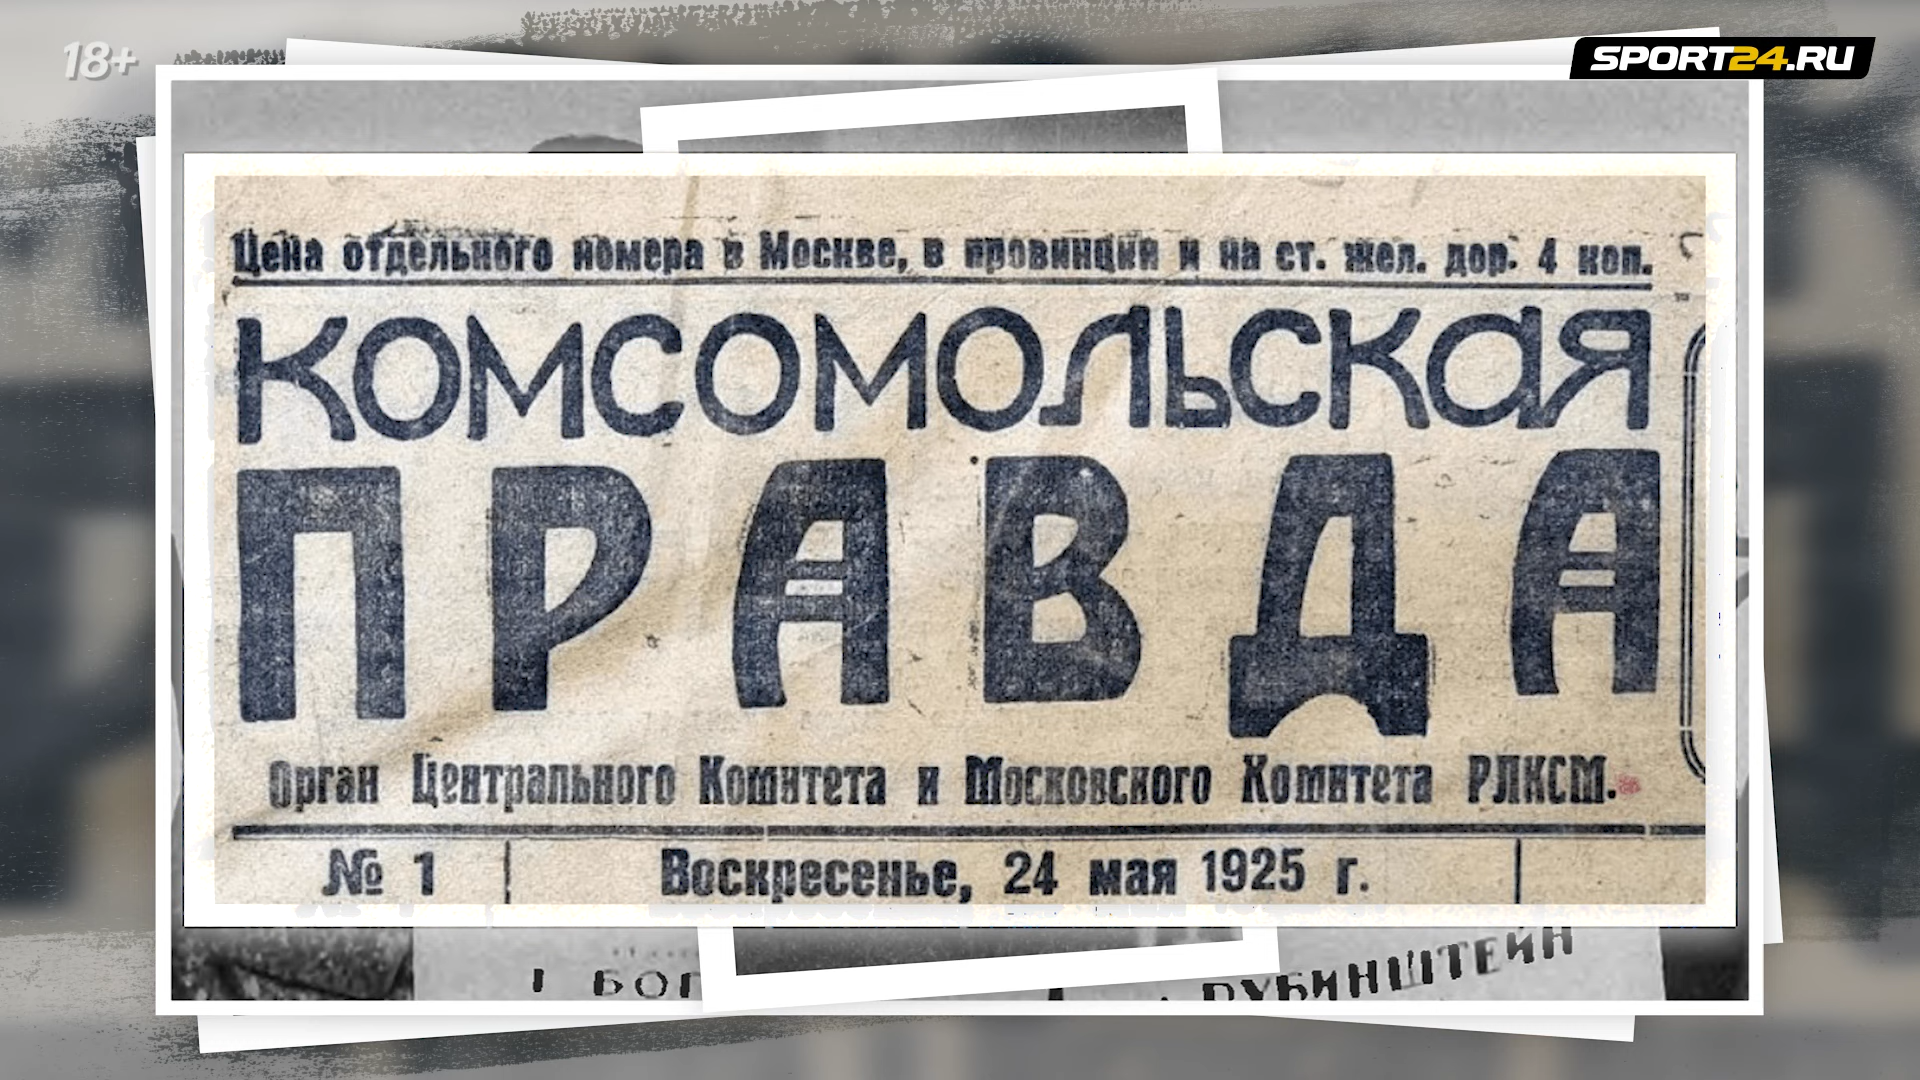 18+
SPORT24.RU
Цена отдельного номера в Москве, в провинции и на ст. жел. дор. 4 коп.
КОМСОМОЛЬСКАЯ
ПРАВДА
Орган Центрального Комитета и Московского Комитета РЛКСМ.
№ 1
Воскресенье, 24 мая 1925 г.
РУБИНШТЕЙН